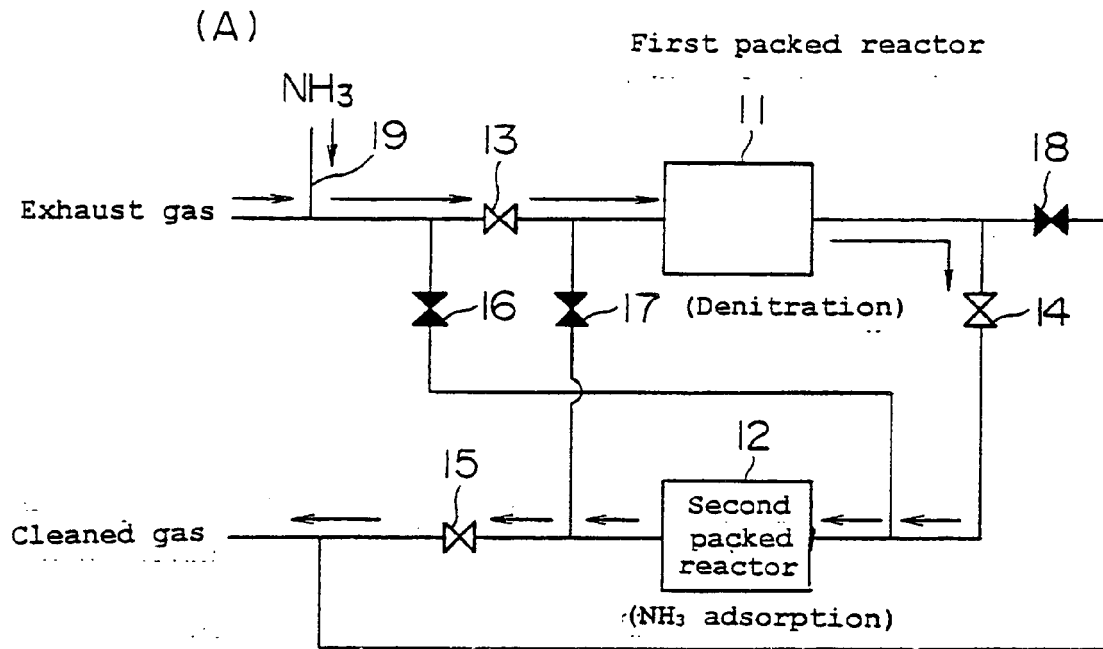 (A)
First packed reactor
NH3
19
13
11
18
Exhaust gas
16
17
(Denitration)
14
15
12
Cleaned gas
Second
packed
reactor
(NH3 adsorption)